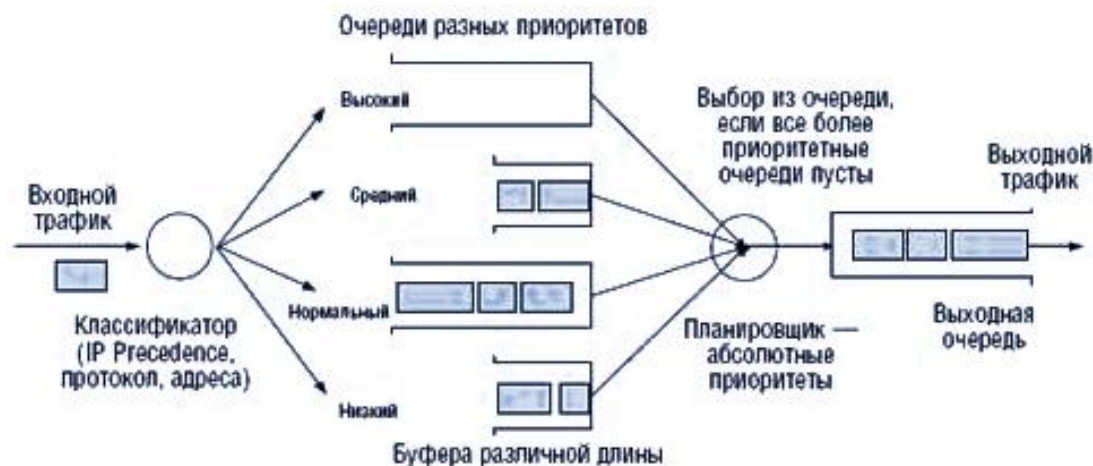 Очереди разных приоритетов
Высокий
Средний
Нормальный
Низкий
Входной
трафик
Классификатор
(IP Precedence,
протокол, адреса)
Буфера различной длины
Выбор из очереди,
если все более
приоритетные
очереди пусты
Планировщик —
абсолютные
приоритеты
Выходной
трафик
Выходная
очередь